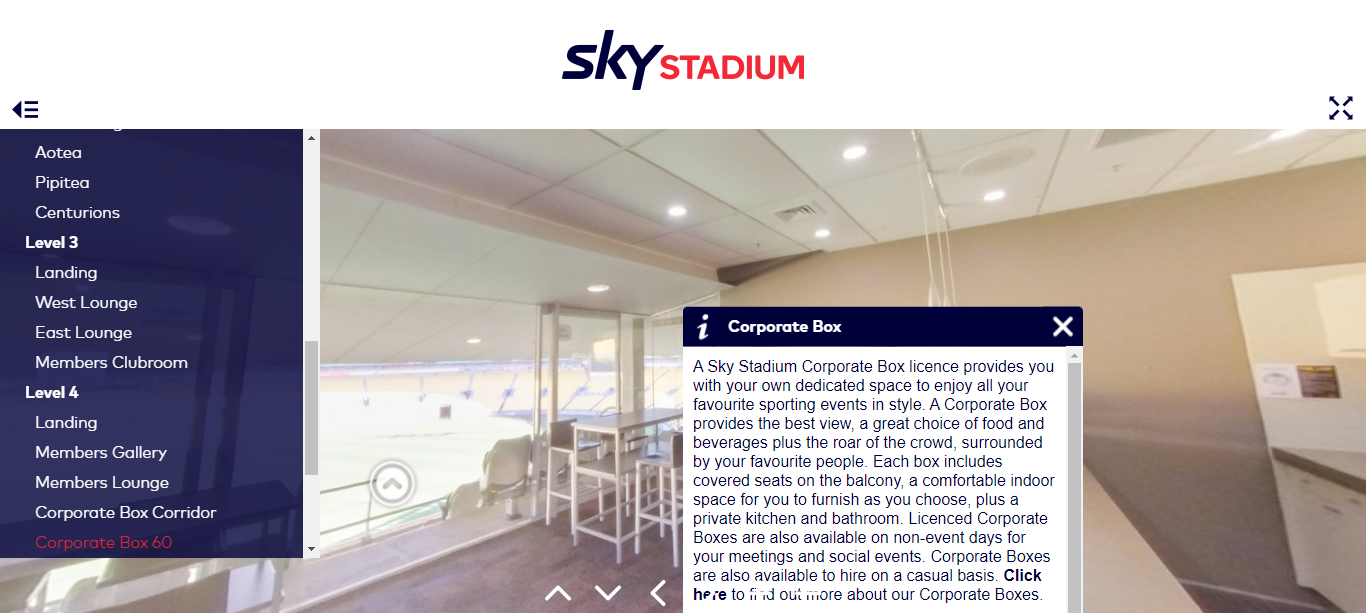 sky STADIUM
Aotea
Pipitea
Centurions
Level 3
Landing
West Lounge
East Lounge
Members Clubroom
Level 4
Landing
Members Gallery
Members Lounge
Corporate Box Corridor
Corporate Box 60
i Corporate Box
A Sky Stadium Corporate Box licence provides you
with your own dedicated space to enjoy all your
favourite sporting events in style. A Corporate Box
provides the best view, a great choice of food and
beverages plus the roar of the crowd, surrounded
by your favourite people. Each box includes
covered seats on the balcony, a comfortable indoor
space for you to furnish as you choose, plus a
private kitchen and bathroom. Licenced Corporate
Boxes are also available on non-event days for
your meetings and social events. Corporate Boxes
are also available to hire on a casual basis. Click
here to find out more about our Corporate Boxes.